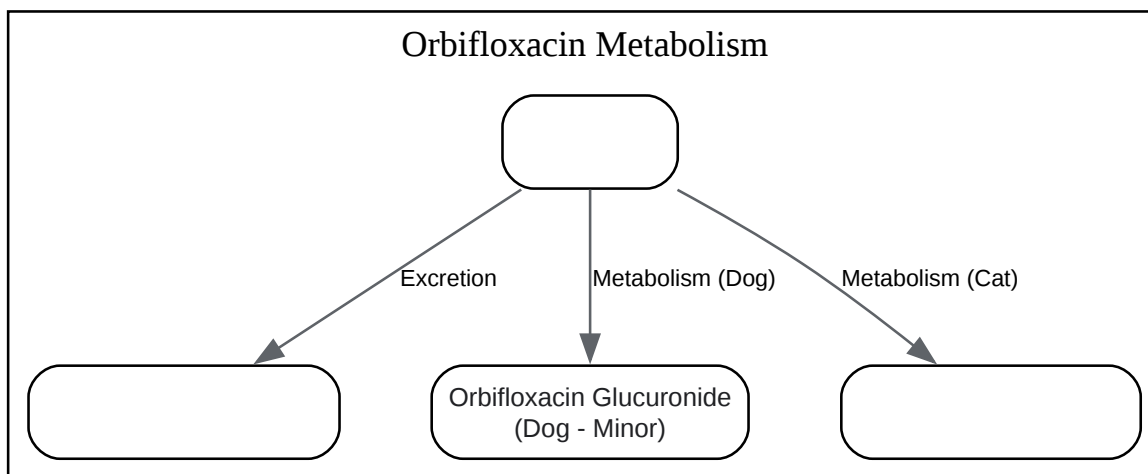 Orbifloxacin Metabolism
Excretion
Metabolism (Dog)
Metabolism (Cat)
Orbifloxacin Glucuronide
(Dog - Minor)